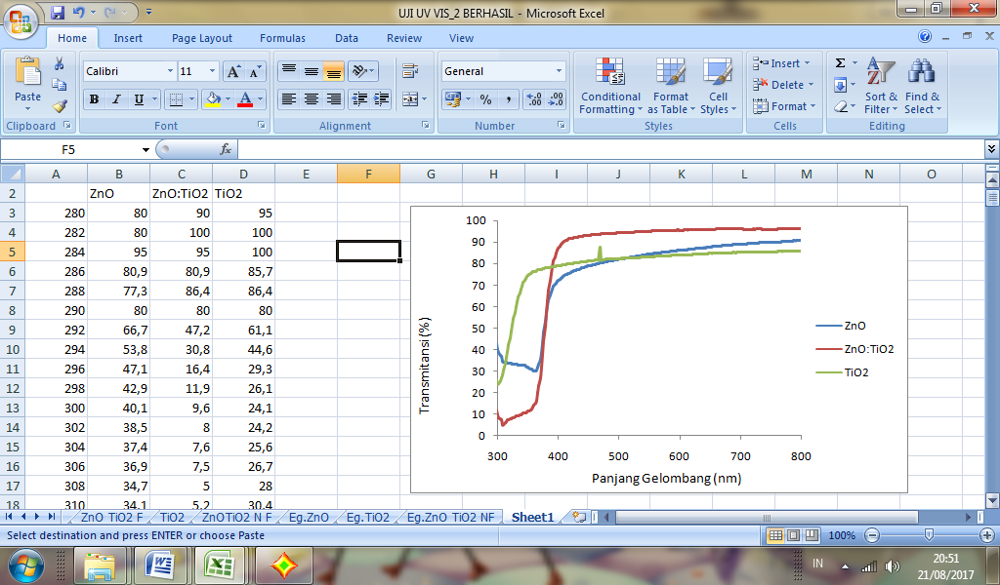 UJI UV VIS_2 BERHASIL - Microsoft Excel
Home Insert Page Layout Formulas Data Review View
Paste
Calibri 11
B I U
General
% ,
Conditional Formatting
Format as Table
Cell Styles
Insert
Delete
Format
Σ
Sort & Filter
Find & Select
Clipboard Font Alignment Number Styles Cells Editing
F5 fx
A B C D E F G H I J K L M N O
2 ZnO ZnO:TiO2 TiO2
3 280 80 90 95
4 282 80 100 100
5 284 95 95 100
6 286 80,9 80,9 85,7
7 288 77,3 86,4 86,4
8 290 80 80 80
9 292 66,7 47,2 61,1
10 294 53,8 30,8 44,6
11 296 47,1 16,4 29,3
12 298 42,9 11,9 26,1
13 300 40,1 9,6 24,1
14 302 38,5 8 24,2
15 304 37,4 7,6 25,6
16 306 36,9 7,5 26,7
17 308 34,7 5 28
18 310 34,1 5,2 30,4
Transmitansi (%)
100
90
80
70
60
50
40
30
20
10
0
300 400 500 600 700 800
Panjang Gelombang (nm)
ZnO
ZnO:TiO2
TiO2
ZnO TiO2 F TiO2 ZnOTiO2 N F Eg.ZnO Eg.TiO2 Eg.ZnO TiO2 NF Sheet1
Select destination and press ENTER or choose Paste
100%
IN
20:51
21/08/2017